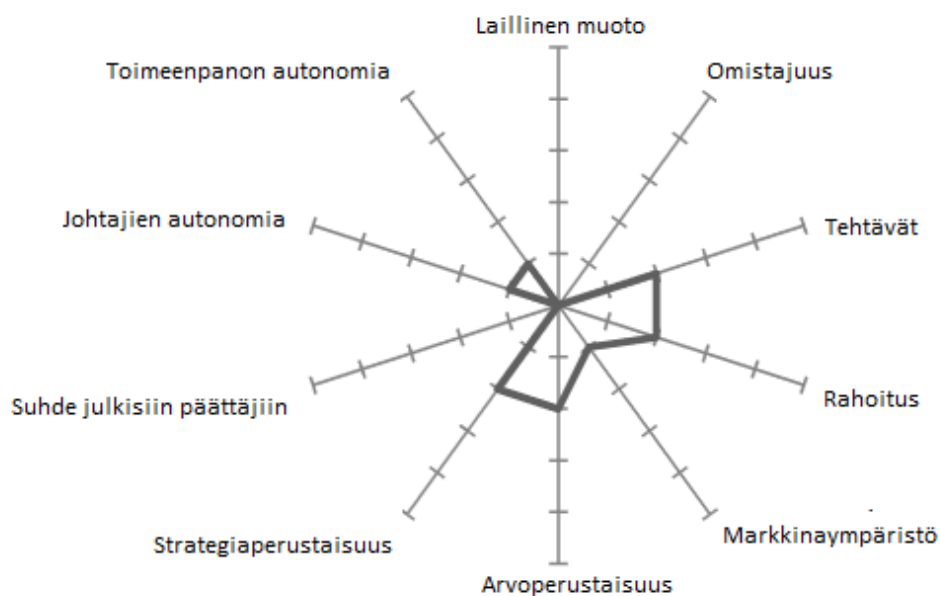 Laillinen muoto
Toimeenpanon autonomia
Omistajuus
Johtajien autonomia
Tehtävät
Suhde julkisiin päättäjiin
Rahoitus
Strategiaperustaisuus
Markkinaympäristö
Arvoperustaisuus